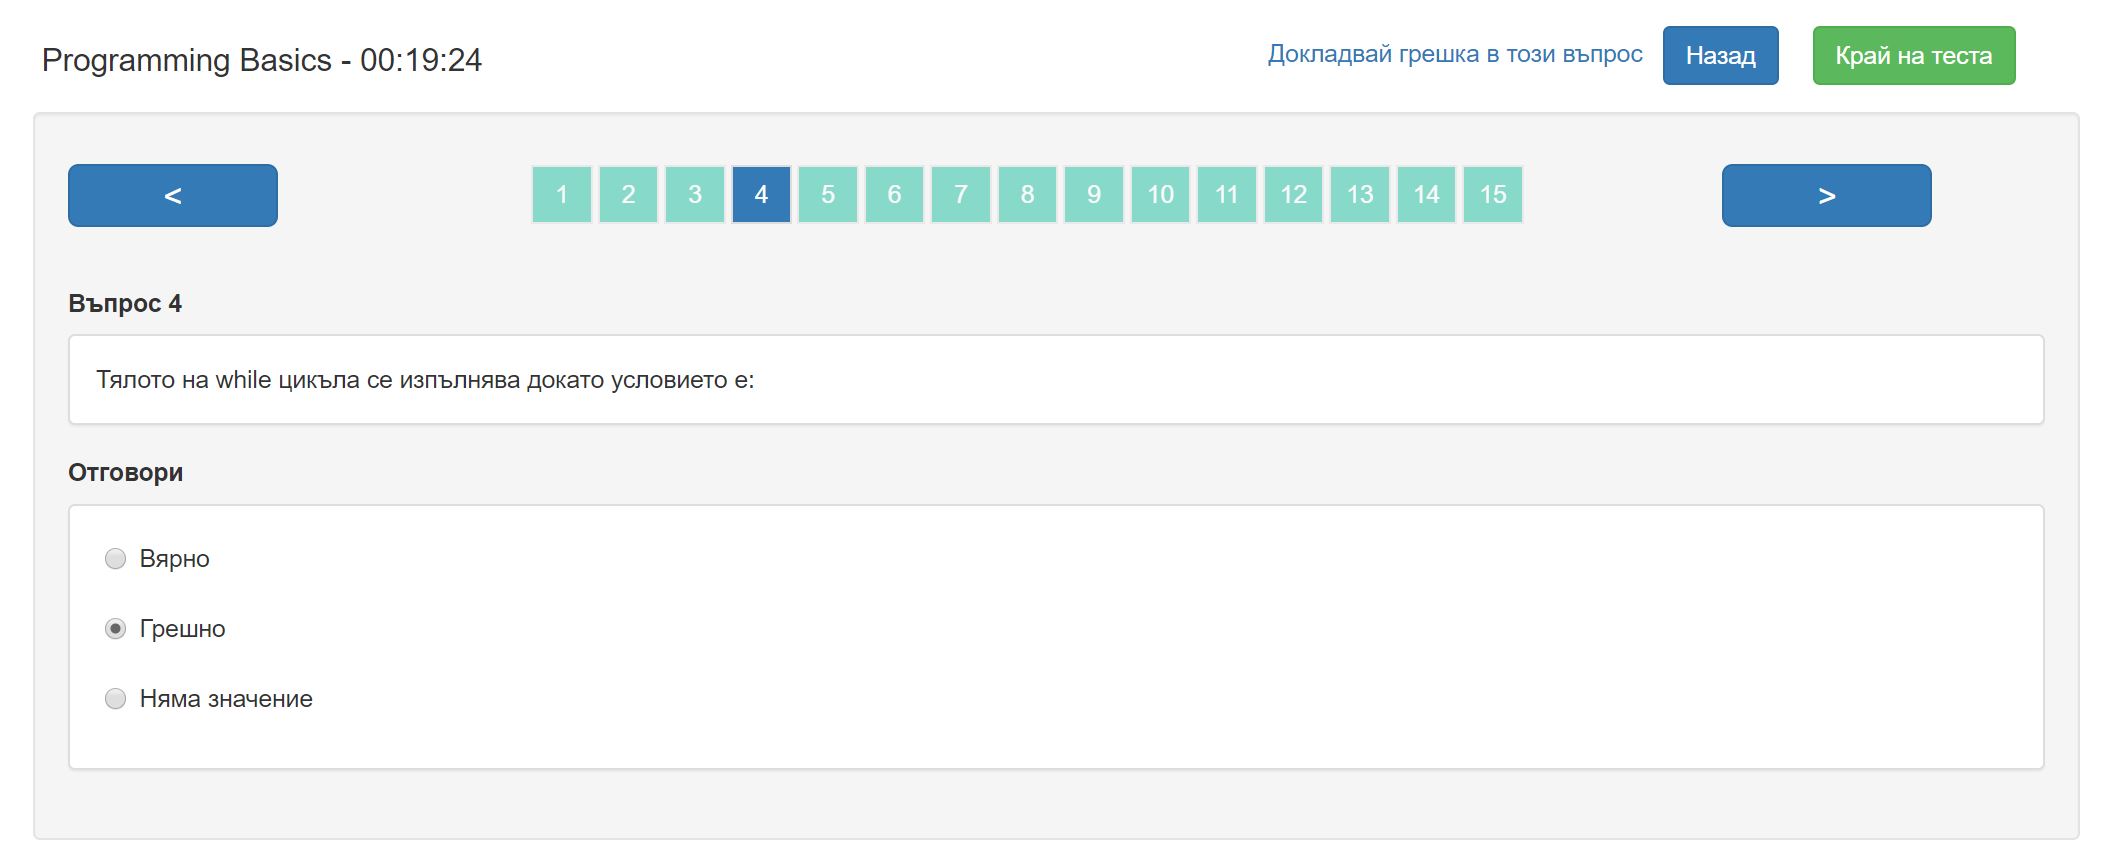 Programming Basics - 00:19:24
Докладвай грешка в този въпрос
Назад
Край на теста
<
1 2 3 4 5 6 7 8 9 10 11 12 13 14 15
>
Въпрос 4
Тялото на while цикъла се изпълнява докато условието е:
Отговори
Вярно
Грешно
Няма значение